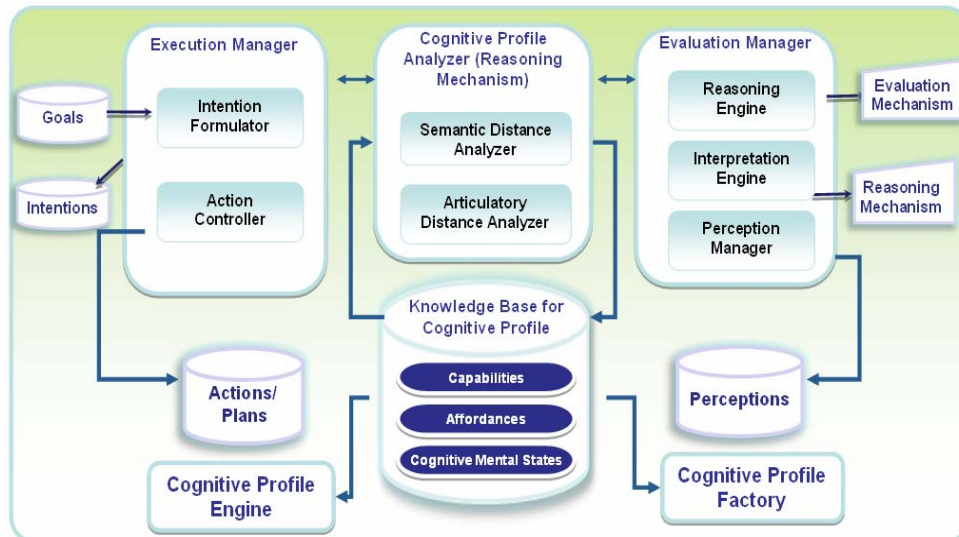 Execution Manager
Goals
Intention
Formulator
Intentions
Action
Controller
Cognitive Profile
Analyzer (Reasoning
Mechanism)
Semantic Distance
Analyzer
Articulatory
Distance Analyzer
Evaluation Manager
Reasoning
Engine
Interpretation
Engine
Perception
Manager
Evaluation
Mechanism
Reasoning
Mechanism
Knowledge Base for
Cognitive Profile
Capabilities
Affordances
Cognitive Mental States
Actions/
Plans
Perceptions
Cognitive Profile
Engine
Cognitive Profile
Factory